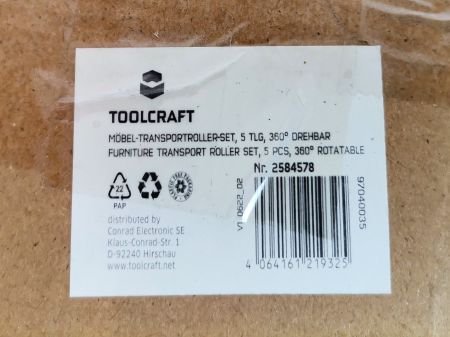 TOOLCRAFT
MÖBEL-TRANSPORTROLLER-SET, 5 TLG, 360° DREHBAR
FURNITURE TRANSPORT ROLLER SET, 5 PCS, 360° ROTATABLE
Nr. 2584578
22
PAP
distributed by
Conrad Electronic SE
Klaus-Conrad-Str. 1
D-92240 Hirschau
www.toolcraft.net
V1_0622_02
4 064161 219325
97040035